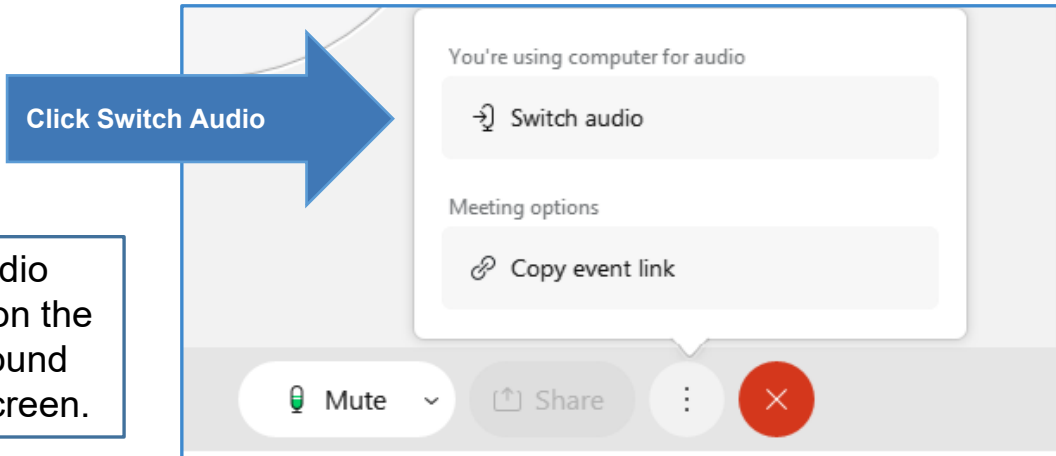 You're using computer for audio
Click Switch Audio
Switch audio
Meeting options
Copy event link
dio
on the
ound
creen.
Mute
Share